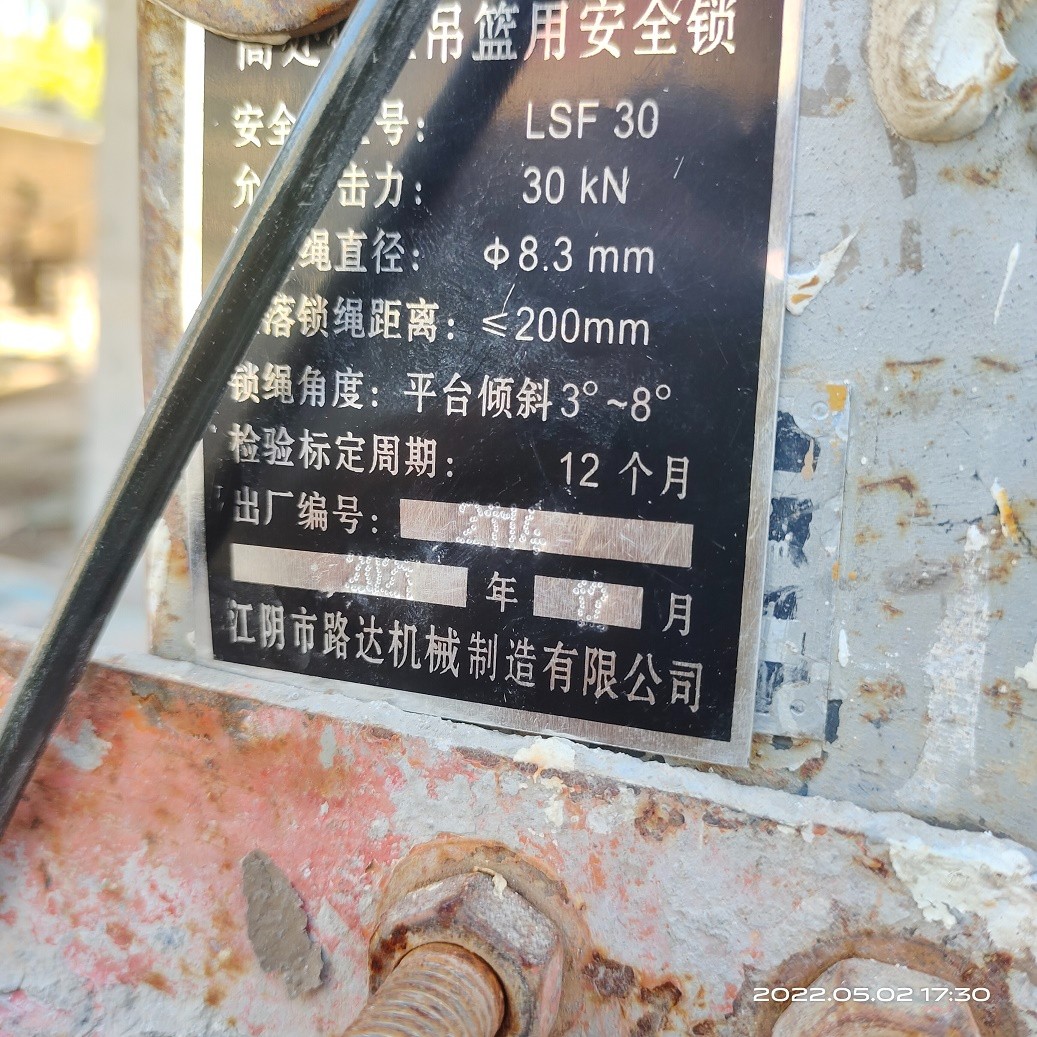 吊篮用安全锁
安全 号: LSF 30
允 击力: 30 kN
绳直径: Φ8.3 mm
落锁绳距离: ≤200mm
锁绳角度: 平台倾斜3°~8°
检验标定周期: 12 个月
出厂编号:
年 月
江阴市路达机械制造有限公司
2022.05.02 17:30